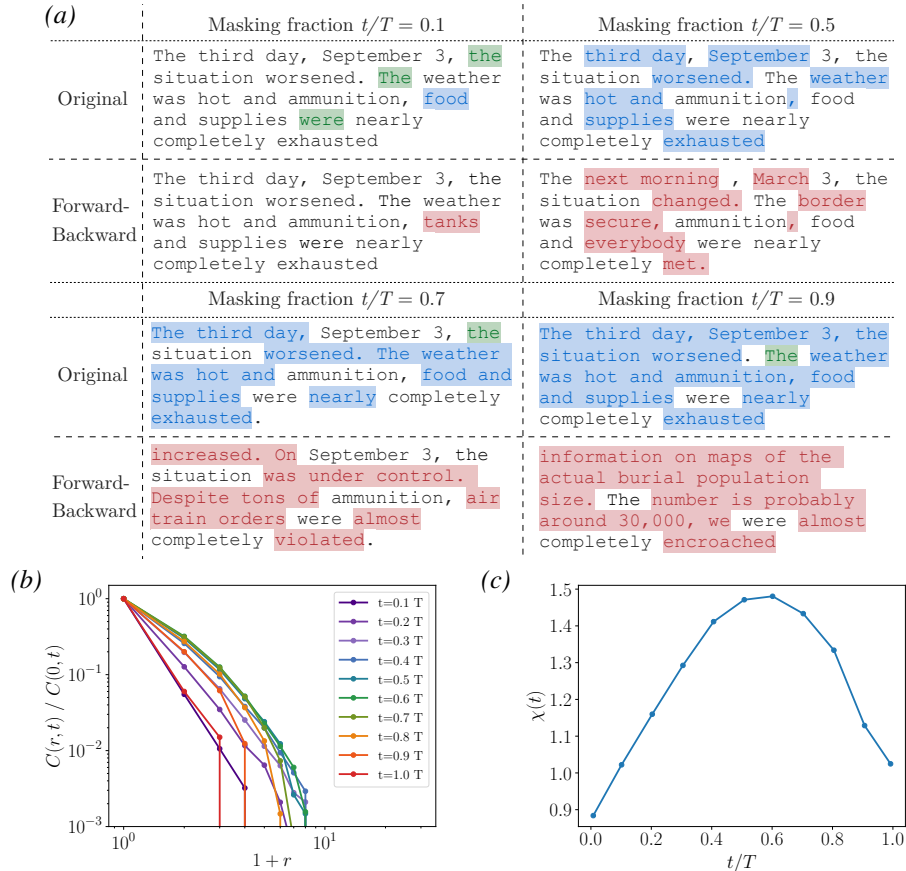 (a)
Masking fraction t/T = 0.1
Masking fraction t/T = 0.5
Original
The third day, September 3, the
situation worsened. The weather
was hot and ammunition, food
and supplies were nearly
completely exhausted
The third day, September 3, the
situation worsened. The weather
was hot and ammunition, food
and supplies were nearly
completely exhausted
Forward-
Backward
The third day, September 3, the
situation worsened. The weather
was hot and ammunition, tanks
and supplies were nearly
completely exhausted
The next morning , March 3, the
situation changed. The border
was secure, ammunition, food
and everybody were nearly
completely met.
Masking fraction t/T = 0.7
Masking fraction t/T = 0.9
Original
The third day, September 3, the
situation worsened. The weather
was hot and ammunition, food and
supplies were nearly completely
exhausted.
The third day, September 3, the
situation worsened. The weather
was hot and ammunition, food
and supplies were nearly
completely exhausted
Forward-
Backward
increased. On September 3, the
situation was under control.
Despite tons of ammunition, air
train orders were almost
completely violated.
information on maps of the
actual burial population
size. The number is probably
around 30,000, we were almost
completely encroached
(b)
C(r, t) / C(0, t)
10⁰
10⁻¹
10⁻²
10⁻³
10⁰
10¹
1 + r
t=0.1 T
t=0.2 T
t=0.3 T
t=0.4 T
t=0.5 T
t=0.6 T
t=0.7 T
t=0.8 T
t=0.9 T
t=1.0 T
(c)
χ(t)
1.5
1.4
1.3
1.2
1.1
1.0
0.9
0.0
0.2
0.4
0.6
0.8
1.0
t/T